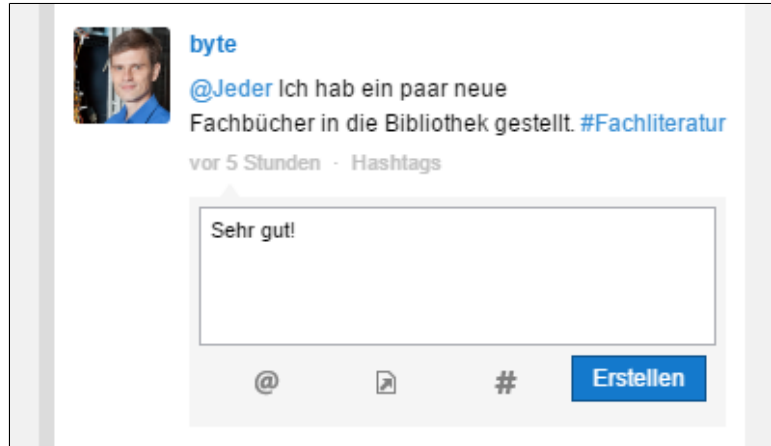 byte
@Jeder Ich hab ein paar neue
Fachbücher in die Bibliothek gestellt. #Fachliteratur
vor 5 Stunden · Hashtags
Sehr gut!
@ # Erstellen